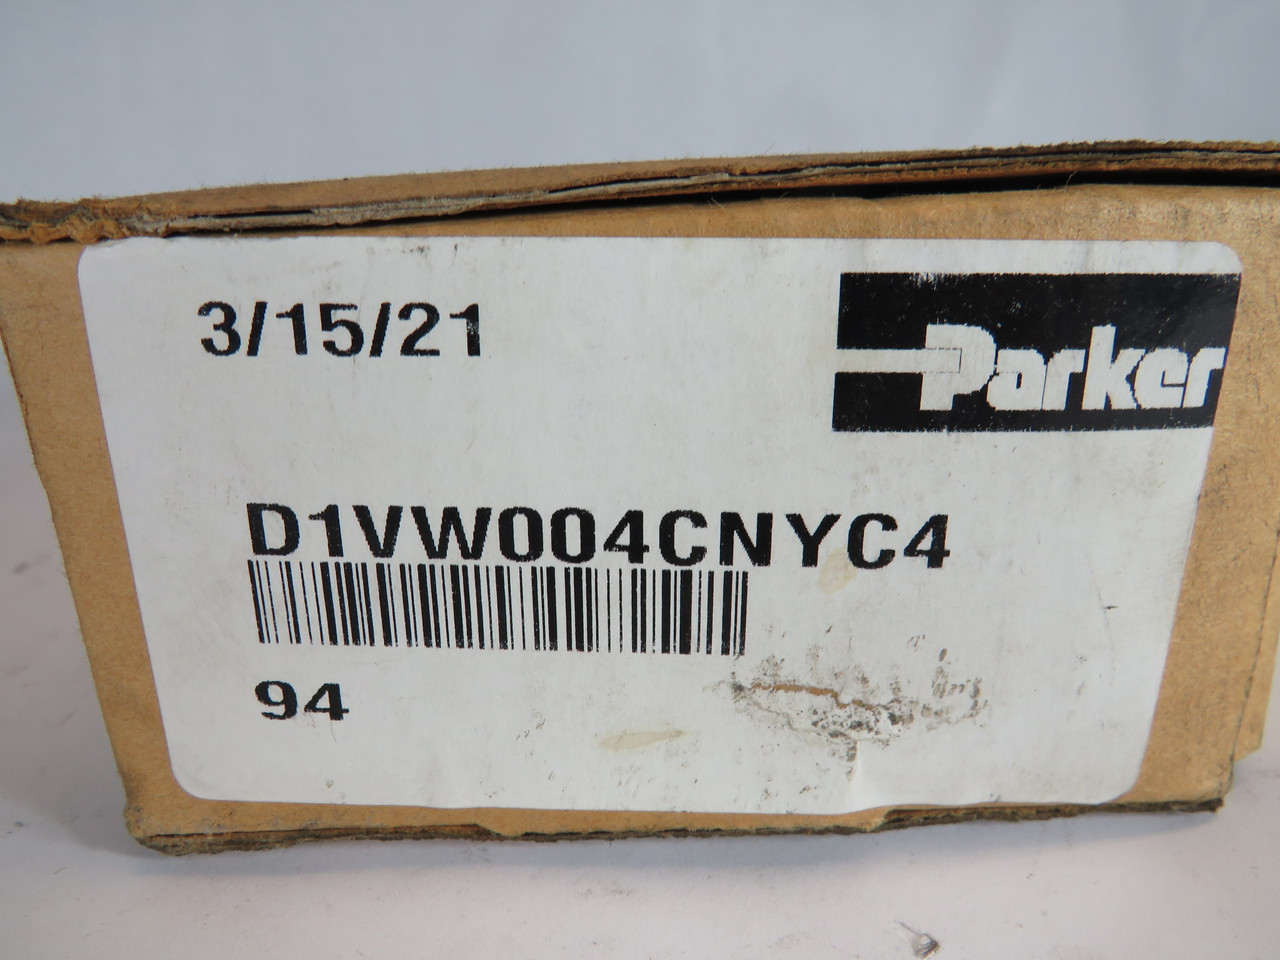 3/15/21
Parker
D1VW004CNYC4
94